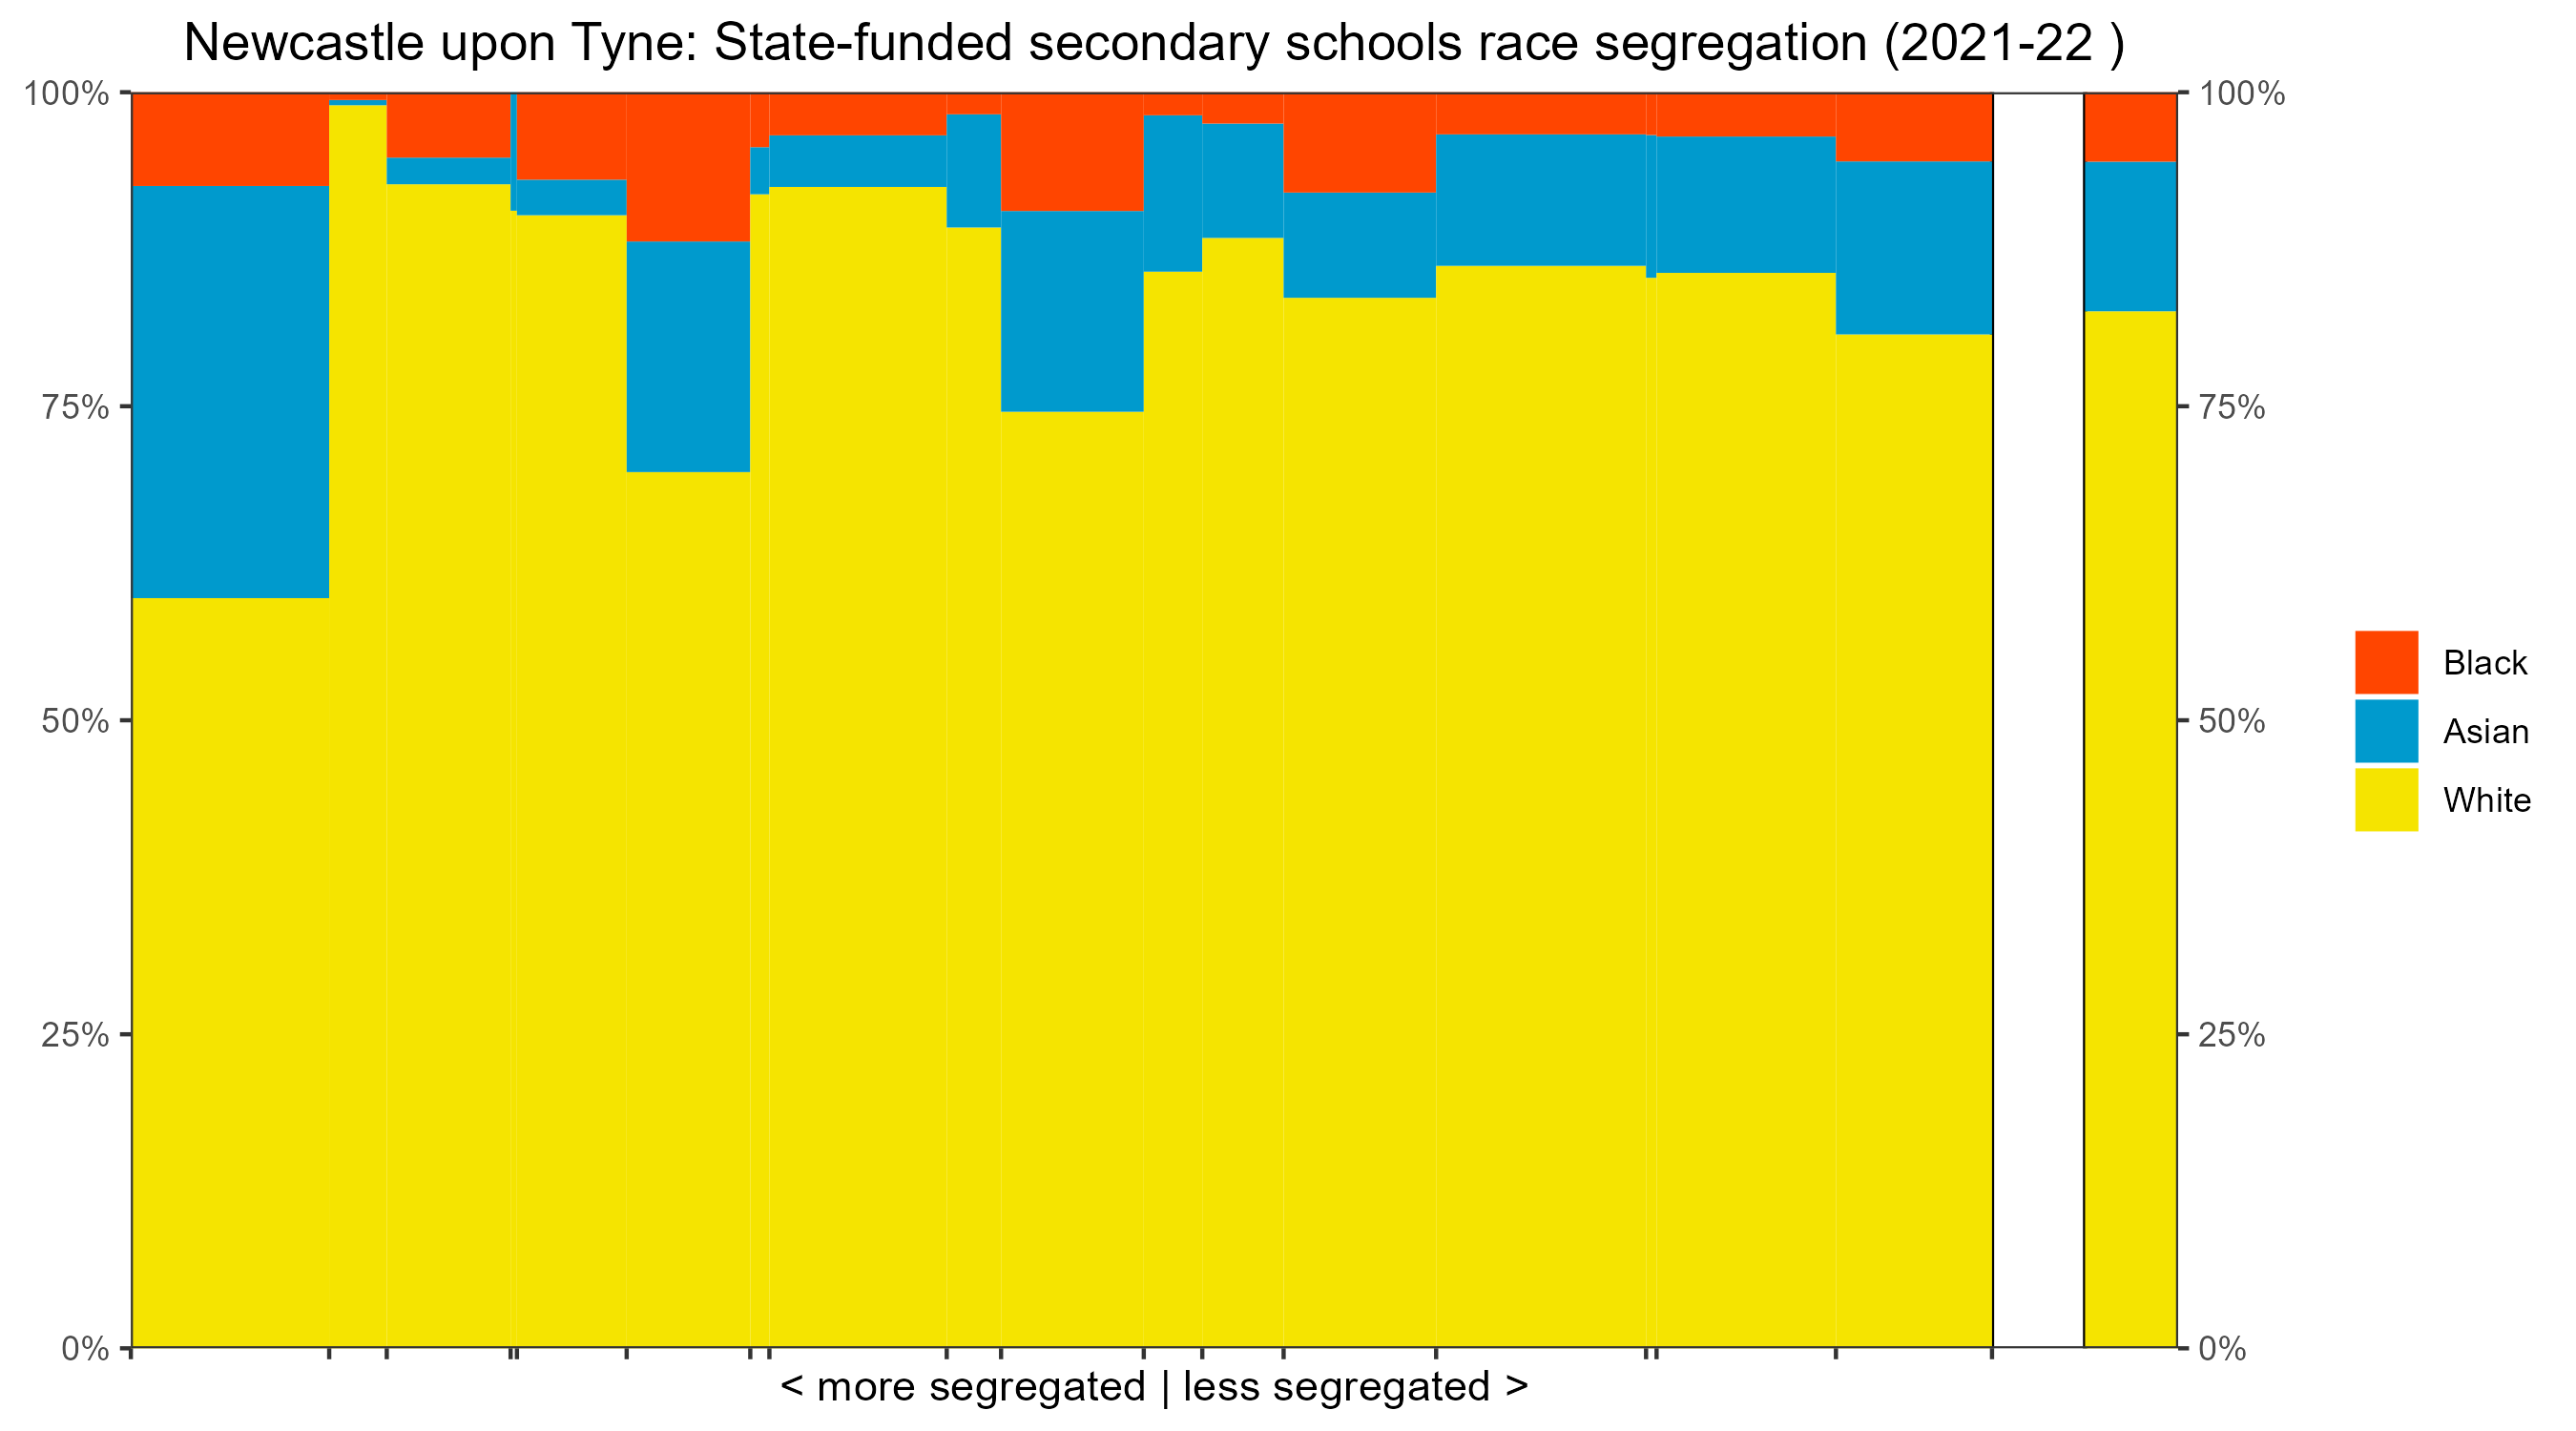 Newcastle upon Tyne: State-funded secondary schools race segregation (2021-22 )
100%
75%
50%
25%
0%
100%
75%
50%
25%
0%
Black
Asian
White
< more segregated | less segregated >